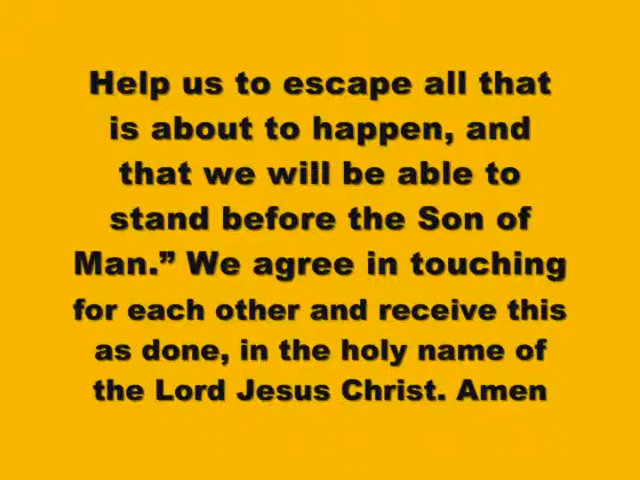 Help us to escape all that
is about to happen, and
that we will be able to
stand before the Son of
Man.” We agree in touching
for each other and receive this
as done, in the holy name of
the Lord Jesus Christ. Amen